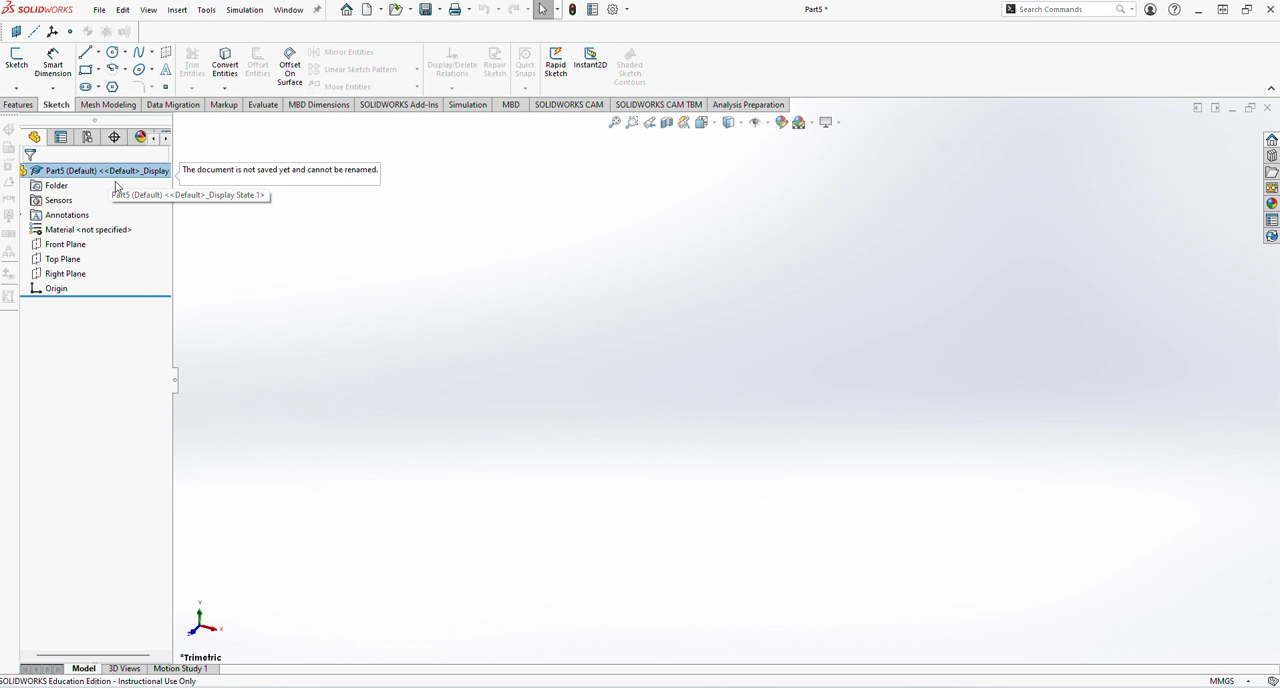 SOLIDWORKS File Edit View Insert Tools Simulation Window Part5 * Search Commands
Sketch Smart Dimension Trim Entities Convert Entities Offset Entities Offset On Surface Mirror Entities Linear Sketch Pattern Move Entities Display/Delete Relations Repair Sketch Quick Snaps Rapid Sketch Instant2D Shaded Sketch Contours
Features Sketch Mesh Modeling Data Migration Markup Evaluate MBD Dimensions SOLIDWORKS Add-Ins Simulation MBD SOLIDWORKS CAM SOLIDWORKS CAM TBM Analysis Preparation
Part5 (Default) <<Default>_Display
The document is not saved yet and cannot be renamed.
Folder
Part5 (Default) <<Default>_Display State 1>
Sensors
Annotations
Material <not specified>
Front Plane
Top Plane
Right Plane
Origin
Y
X
Z
*Trimetric
Model 3D Views Motion Study 1
SOLIDWORKS Education Edition - Instructional Use Only MMGS